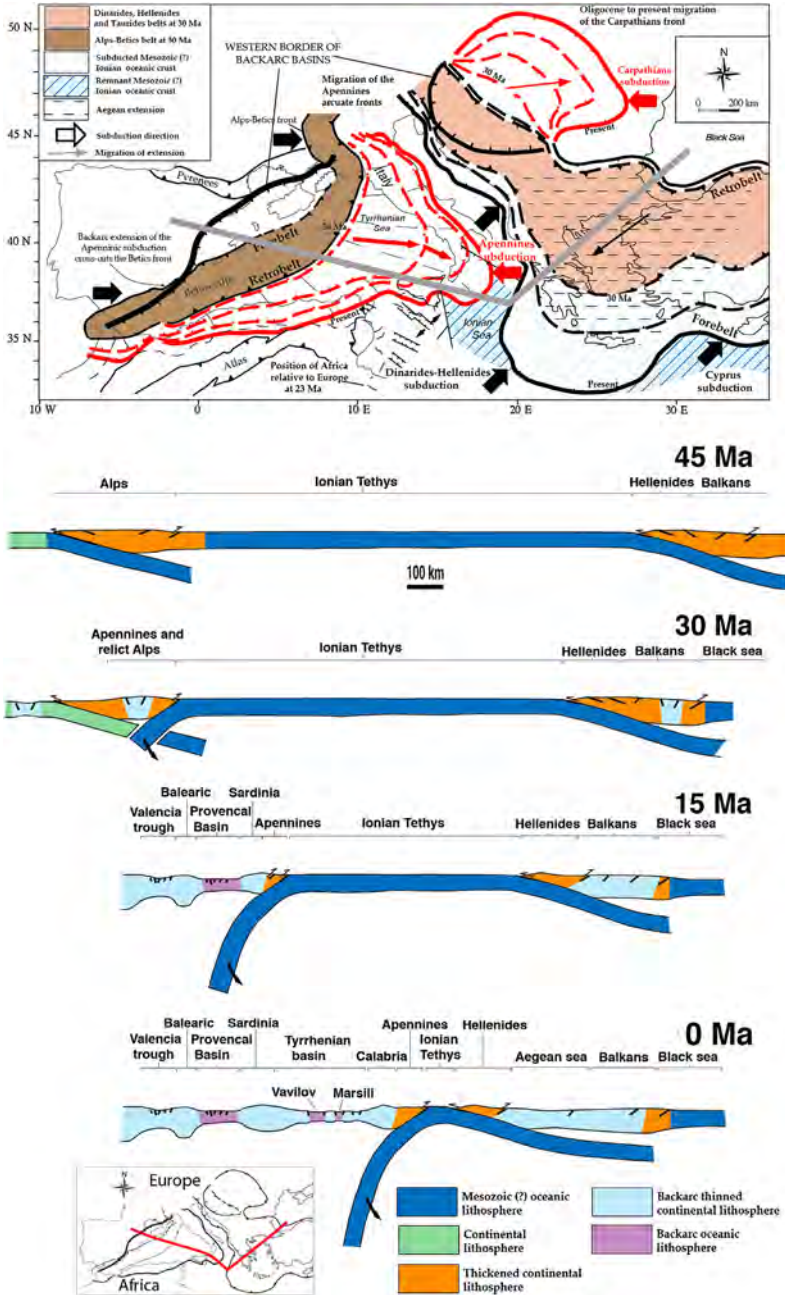 Dinarides, Hellenides
and Taurides belts at 30 Ma
Alps-Betics belt at 30 Ma
Subducted Mesozoic (?)
Ionian oceanic crust
Remnant Mesozoic (?)
Ionian oceanic crust
Aegean extension
Subduction direction
Migration of extension
50 N
45 N
40 N
35 N
10 W
0
10 E
20 E
30 E
WESTERN BORDER OF
BACKARC BASINS
Migration of the
Apennines
arcuate fronts
Alps-Betics front
Oligocene to present migration
of the Carpathians front
30 Ma
Carpathians
subduction
Present
N
0 200 km
Black Sea
Pyrenees
Italy
Tyrrhenian
Sea
Backarc extension of the
Apenninic subduction
cross-cuts the Betics front
Forebelt
Retrobelt
Apennines
subduction
Retrobelt
30 Ma
Ionian
Sea
Forebelt
Present
Atlas
Position of Africa
relative to Europe
at 23 Ma
Dinarides-Hellenides
subduction
Present
Cyprus
subduction
45 Ma
Alps
Ionian Tethys
Hellenides Balkans
100 km
30 Ma
Apennines and
relict Alps
Ionian Tethys
Hellenides Balkans Black sea
15 Ma
Balearic Sardinia
Valencia
trough
Provencal
Basin
Apennines
Ionian Tethys
Hellenides Balkans Black sea
0 Ma
Balearic Sardinia
Apennines Hellenides
Valencia
trough
Provencal
Basin
Tyrrhenian
basin
Calabria
Ionian
Tethys
Aegean sea
Balkans
Black sea
Vavilov Marsili
N
Europe
Africa
Mesozoic (?) oceanic
lithosphere
Continental
lithosphere
Thickened continental
lithosphere
Backarc thinned
continental lithosphere
Backarc oceanic
lithosphere